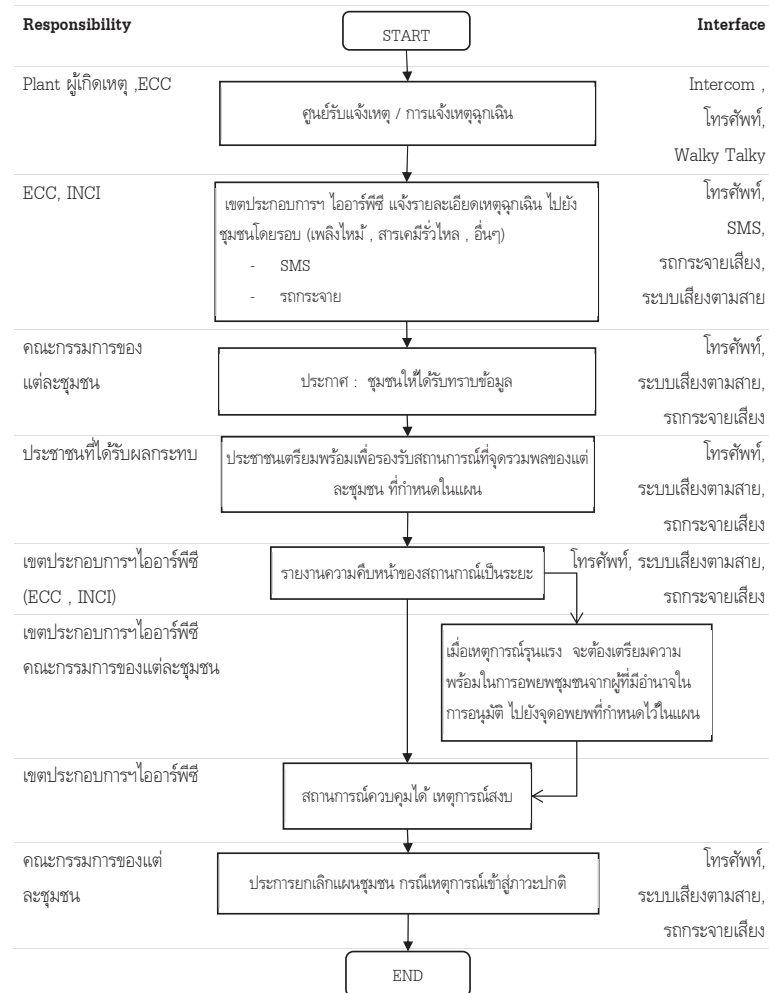 Responsibility
START
Interface
Plant ผู้เกิดเหตุ ,ECC
ศูนย์รับแจ้งเหตุ / การแจ้งเหตุฉุกเฉิน
Intercom ,
โทรศัพท์,
Walky Talky
ECC, INCI
เขตประกอบการฯ ไออาร์พีซี แจ้งรายละเอียดเหตุฉุกเฉิน ไปยัง
ชุมชนโดยรอบ (เพลิงไหม้ , สารเคมีรั่วไหล , อื่นๆ)
- SMS
- รถกระจาย
โทรศัพท์,
SMS,
รถกระจายเสียง,
ระบบเสียงตามสาย
คณะกรรมการของ
แต่ละชุมชน
ประกาศ : ชุมชนให้ได้รับทราบข้อมูล
โทรศัพท์,
ระบบเสียงตามสาย,
รถกระจายเสียง
ประชาชนที่ได้รับผลกระทบ
ประชาชนเตรียมพร้อมเพื่อรองรับสถานการณ์ที่จุดรวมพลของแต่
ละชุมชน ที่กำหนดในแผน
โทรศัพท์,
ระบบเสียงตามสาย,
รถกระจายเสียง
เขตประกอบการฯไออาร์พีซี
(ECC , INCI)
รายงานความคืบหน้าของสถานกาณ์เป็นระยะ
โทรศัพท์, ระบบเสียงตามสาย,
รถกระจายเสียง
เขตประกอบการฯไออาร์พีซี
คณะกรรมการของแต่ละชุมชน
เมื่อเหตุการณ์รุนแรง จะต้องเตรียมความ
พร้อมในการอพยพชุมชนจากผู้ที่มีอำนาจใน
การอนุมัติ ไปยังจุดอพยพที่กำหนดไว้ในแผน
เขตประกอบการฯไออาร์พีซี
สถานการณ์ควบคุมได้ เหตุการณ์สงบ
คณะกรรมการของแต่
ละชุมชน
ประการยกเลิกแผนชุมชน กรณีเหตุการณ์เข้าสู่ภาวะปกติ
โทรศัพท์,
ระบบเสียงตามสาย,
รถกระจายเสียง
END